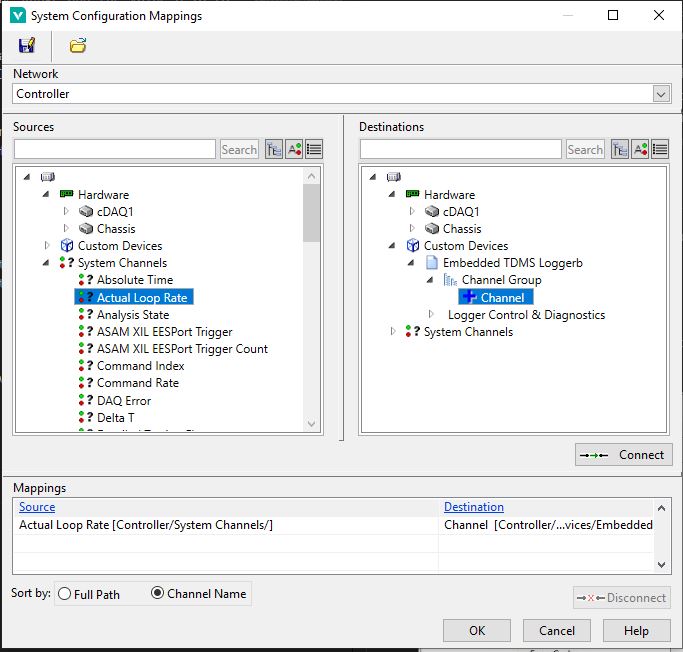 System Configuration Mappings
Network
Controller
Sources
Destinations
Search
Search
Hardware
cDAQ1
Chassis
Custom Devices
System Channels
Absolute Time
Actual Loop Rate
Analysis State
ASAM XIL EESPort Trigger
ASAM XIL EESPort Trigger Count
Command Index
Command Rate
DAQ Error
Delta T
Hardware
cDAQ1
Chassis
Custom Devices
Embedded TDMS Loggerb
Channel Group
Channel
Logger Control & Diagnostics
System Channels
Connect
Mappings
Source
Destination
Actual Loop Rate [Controller/System Channels/]
Channel [Controller/...vices/Embedded
Sort by:
Full Path
Channel Name
Disconnect
OK
Cancel
Help